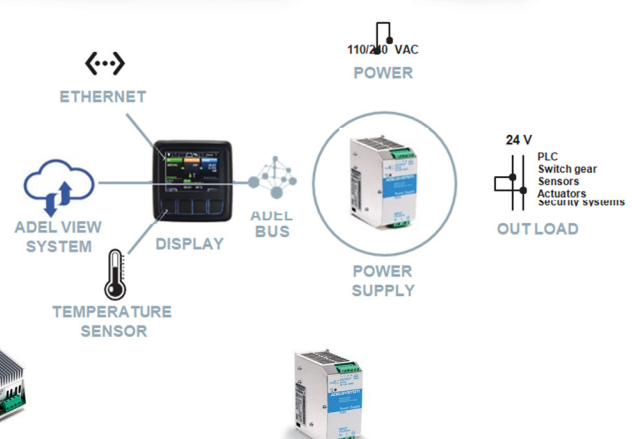 110/240 VAC
POWER
ETHERNET
24 V
PLC
Switch gear
Sensors
Actuators
Security systems
OUT LOAD
ADEL VIEW
SYSTEM
DISPLAY
ADEL
BUS
POWER
SUPPLY
TEMPERATURE
SENSOR